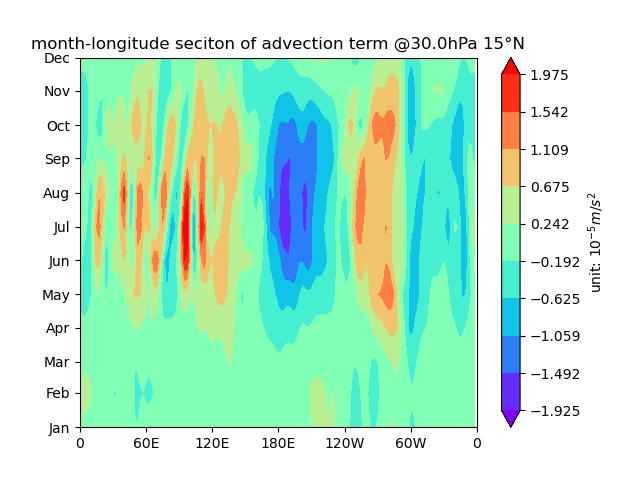 month-longitude seciton of advection term @30.0hPa 15°N
Dec
Nov
Oct
Sep
Aug
Jul
Jun
May
Apr
Mar
Feb
Jan
0 60E 120E 180E 120W 60W 0
1.975
1.542
1.109
0.675
0.242
−0.192
−0.625
−1.059
−1.492
−1.925
unit: 10⁻⁵m/s²